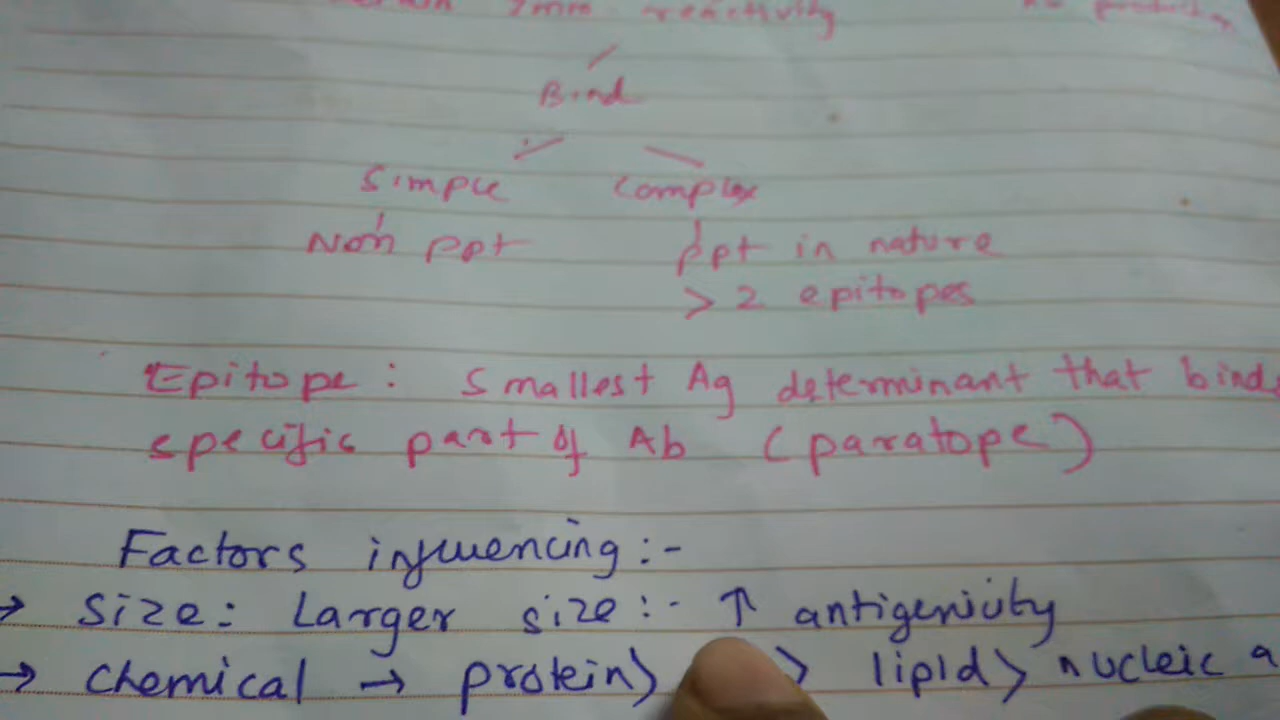 reactivity
Bind
Simple Complex
Non ppt ppt in nature
> 2 epitopes
Epitope : Smallest Ag determinant that binds
specific part of Ab (paratope)
Factors influencing :-
→ Size : Larger size :- ↑ antigenicity
→ chemical → protein > > lipid > nucleic a